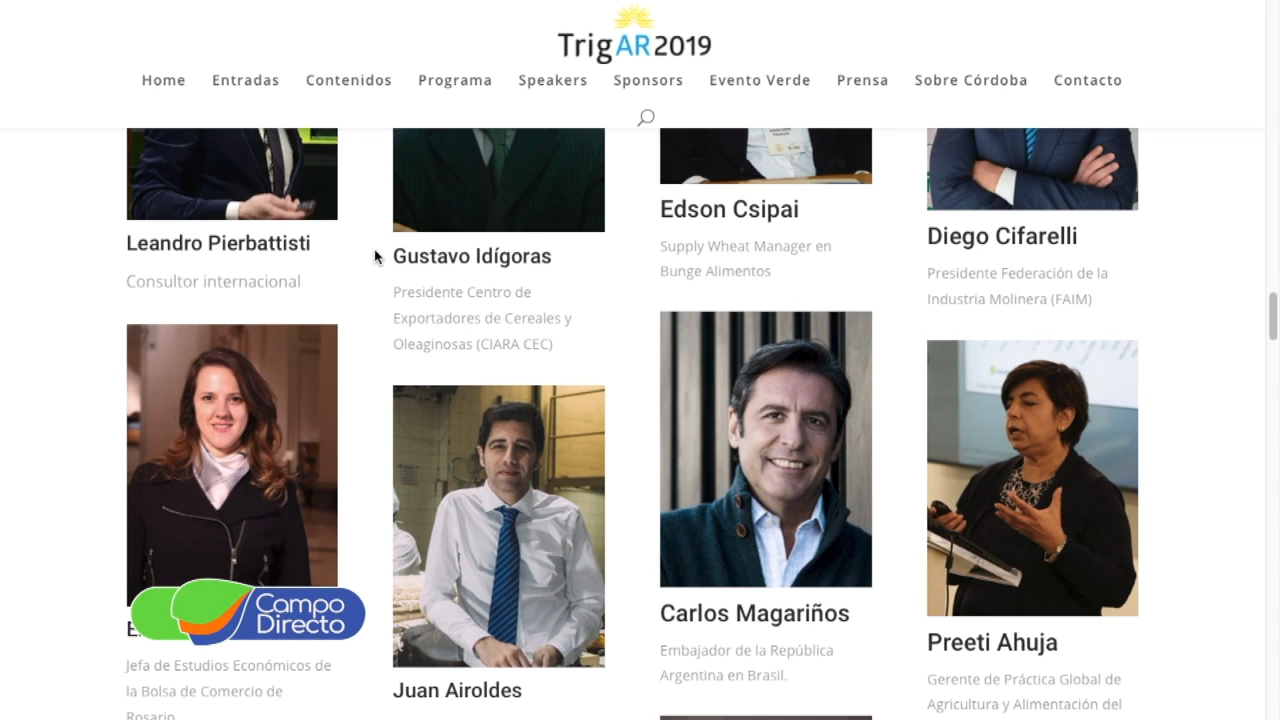 TrigAR2019
Home Entradas Contenidos Programa Speakers Sponsors Evento Verde Prensa Sobre Córdoba Contacto
Leandro Pierbattisti
Consultor internacional
Gustavo Idígoras
Presidente Centro de
Exportadores de Cereales y
Oleaginosas (CIARA CEC)
Edson Csipai
Supply Wheat Manager en
Bunge Alimentos
Diego Cifarelli
Presidente Federación de la
Industria Molinera (FAIM)
Campo
Directo
Jefa de Estudios Económicos de
la Bolsa de Comercio de
Rosario
Juan Airoldes
Carlos Magariños
Embajador de la República
Argentina en Brasil.
Preeti Ahuja
Gerente de Práctica Global de
Agricultura y Alimentación del